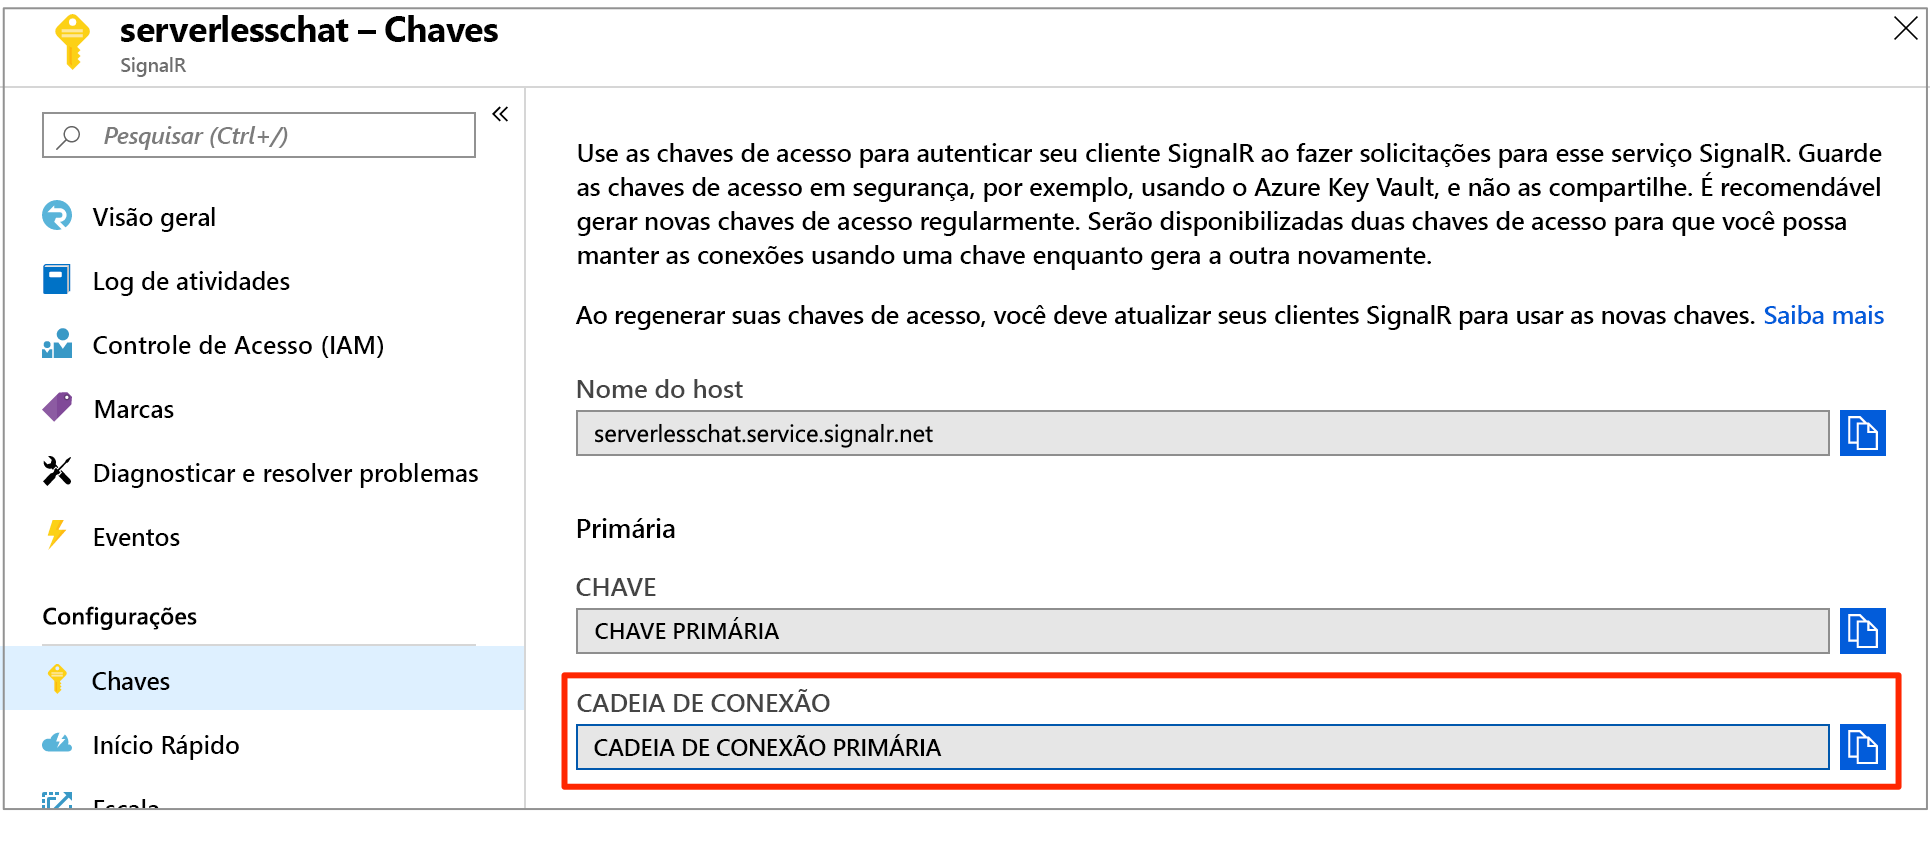 serverlesschat – Chaves
SignalR
Pesquisar (Ctrl+/)
Visão geral
Log de atividades
Controle de Acesso (IAM)
Marcas
Diagnosticar e resolver problemas
Eventos
Configurações
Chaves
Início Rápido
Escala
Use as chaves de acesso para autenticar seu cliente SignalR ao fazer solicitações para esse serviço SignalR. Guarde
as chaves de acesso em segurança, por exemplo, usando o Azure Key Vault, e não as compartilhe. É recomendável
gerar novas chaves de acesso regularmente. Serão disponibilizadas duas chaves de acesso para que você possa
manter as conexões usando uma chave enquanto gera a outra novamente.
Ao regenerar suas chaves de acesso, você deve atualizar seus clientes SignalR para usar as novas chaves. Saiba mais
Nome do host
serverlesschat.service.signalr.net
Primária
CHAVE
CHAVE PRIMÁRIA
CADEIA DE CONEXÃO
CADEIA DE CONEXÃO PRIMÁRIA